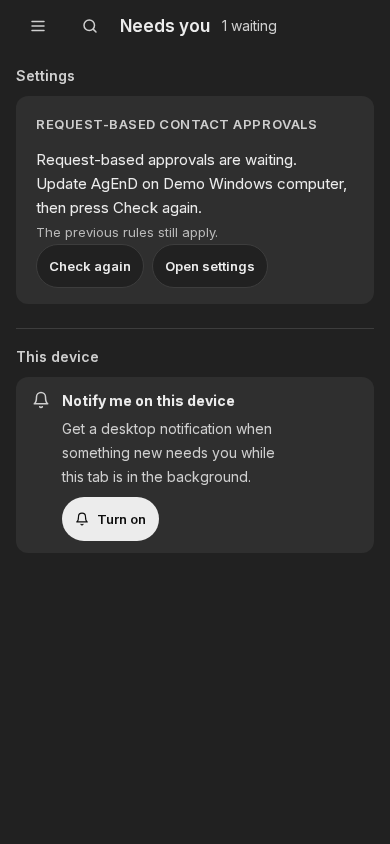 Needs you 1 waiting
Settings
REQUEST-BASED CONTACT APPROVALS
Request-based approvals are waiting.
Update AgEnD on Demo Windows computer,
then press Check again.
The previous rules still apply.
Check again Open settings
This device
Notify me on this device
Get a desktop notification when
something new needs you while
this tab is in the background.
Turn on